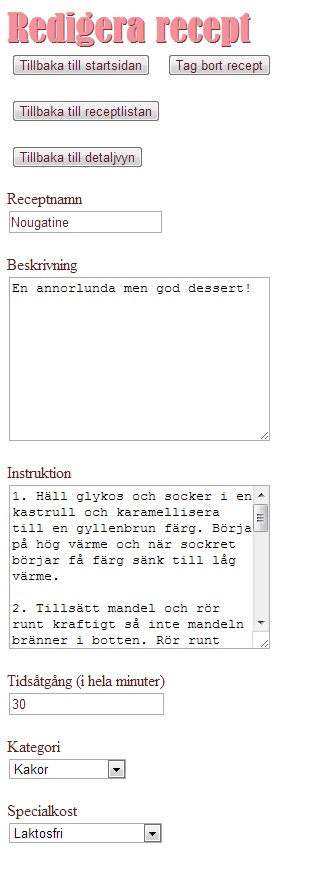 Redigera recept
Tillbaka till startsidan Tag bort recept
Tillbaka till receptlistan
Tillbaka till detaljvyn
Receptnamn
Nougatine
Beskrivning
En annorlunda men god dessert!
Instruktion
1. Häll glykos och socker i en
kastrull och karamellisera
till en gyllenbrun färg. Börja
på hög värme och när sockret
börjar få färg sänk till låg
värme.
2. Tillsätt mandel och rör
runt kraftigt så inte mandeln
bränner i botten. Rör runt
Tidsåtgång (i hela minuter)
30
Kategori
Kakor
Specialkost
Laktosfri